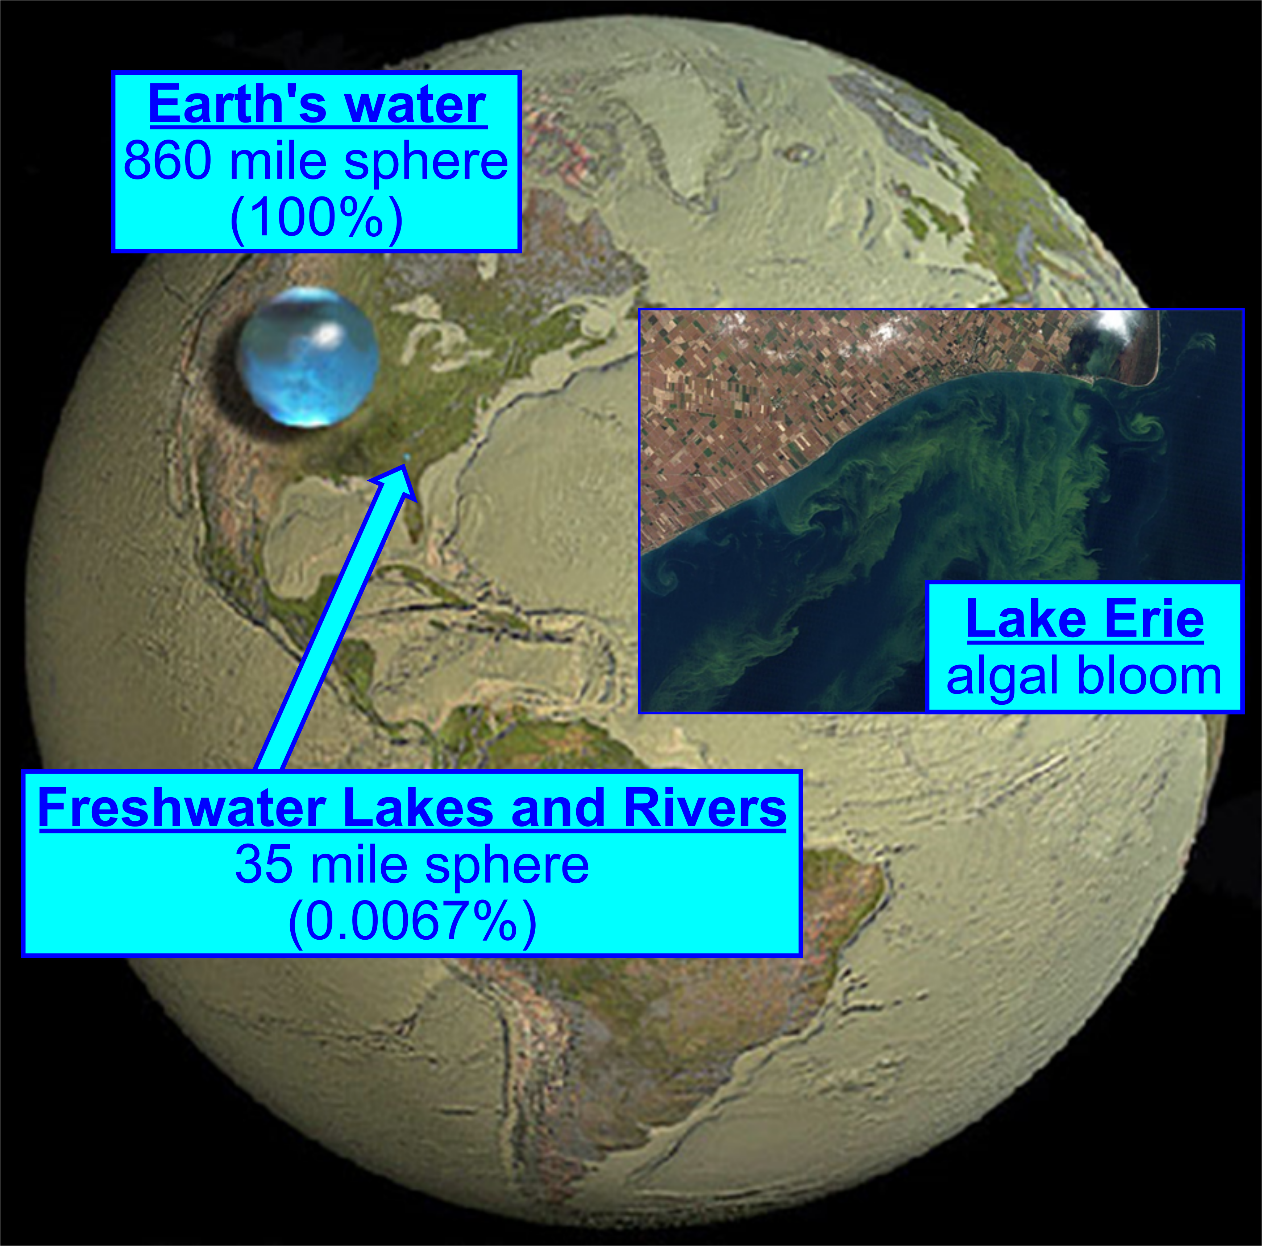 Earth's water
860 mile sphere
(100%)
Lake Erie
algal bloom
Freshwater Lakes and Rivers
35 mile sphere
(0.0067%)